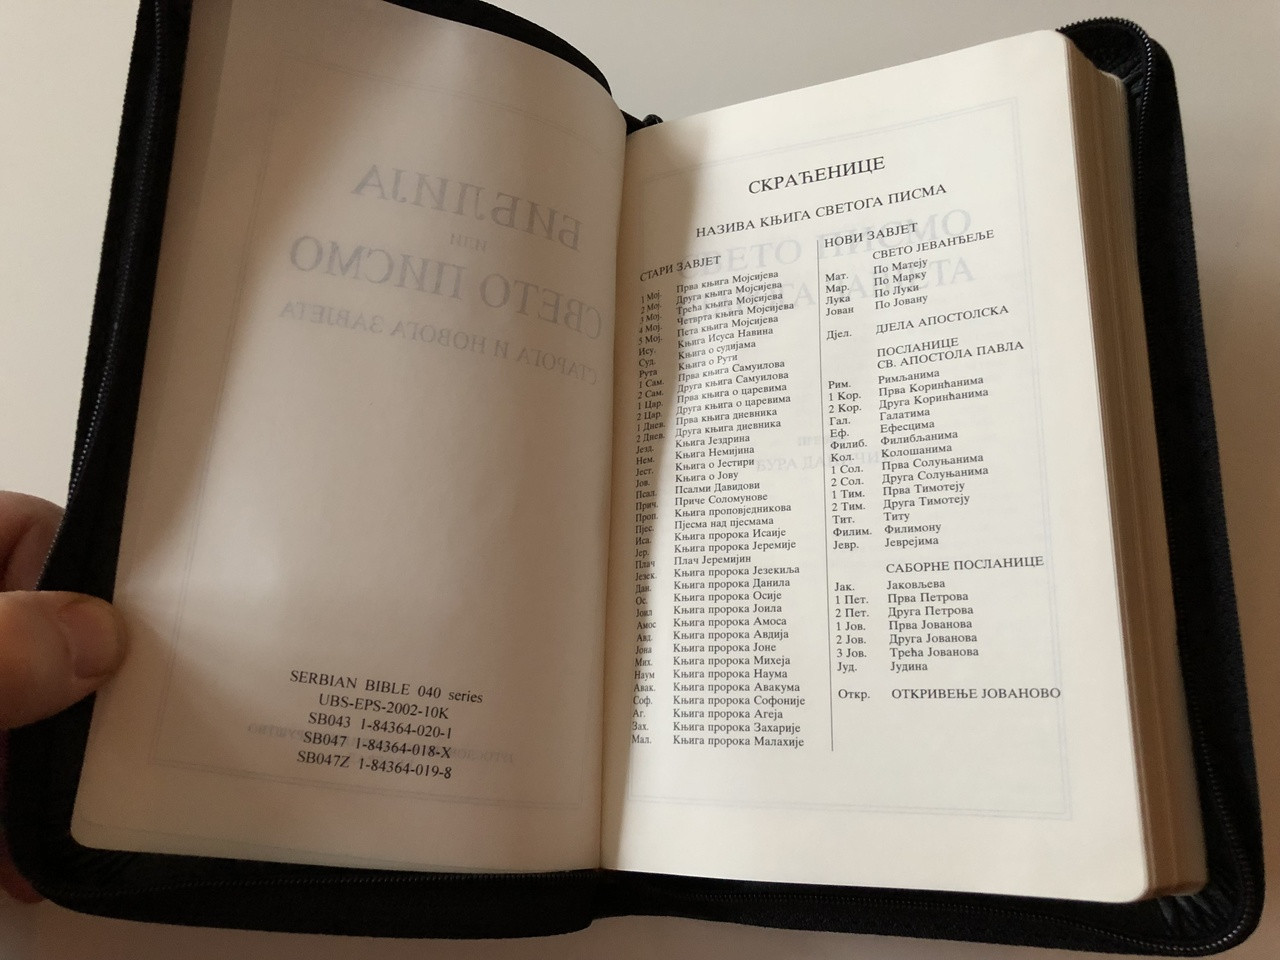 БИБЛИЈА
ИЛИ
СВЕТО ПИСМО
СТАРОГА И НОВОГА ЗАВЈЕТА
SERBIAN BIBLE 040 series
UBS-EPS-2002-10K
SB043 1-84364-020-1
SB047 1-84364-018-X
SB047Z 1-84364-019-8
СКРАЋЕНИЦЕ
НАЗИВА КЊИГА СВЕТОГА ПИСМА
СТАРИ ЗАВЈЕТ
1 Мој. Прва књига Мојсијева
2 Мој. Друга књига Мојсијева
3 Мој. Трећа књига Мојсијева
4 Мој. Четврта књига Мојсијева
5 Мој. Пета књига Мојсијева
Ису. Књига Исуса Навина
Суд. Књига о судијама
Рута Књига о Рути
1 Сам. Прва књига Самуилова
2 Сам. Друга књига Самуилова
1 Цар. Прва књига о царевима
2 Цар. Друга књига о царевима
1 Днев. Прва књига дневника
2 Днев. Друга књига дневника
Језд. Књига Јездрина
Нем. Књига Немијина
Јест. Књига о Јестири
Јов. Књига о Јову
Псал. Псалми Давидови
Прич. Приче Соломунове
Проп. Књига проповједникова
Пјес. Пјесма над пјесмама
Иса. Књига пророка Исаије
Јер. Књига пророка Јеремије
Плач Плач Јеремијин
Језек. Књига пророка Језекиља
Дан. Књига пророка Данила
Ос. Књига пророка Осије
Јоил Књига пророка Јоила
Амос Књига пророка Амоса
Авд. Књига пророка Авдија
Јона Књига пророка Јоне
Мих. Књига пророка Михеја
Наум Књига пророка Наума
Авак. Књига пророка Авакума
Соф. Књига пророка Софоније
Аг. Књига пророка Агеја
Зах. Књига пророка Захарије
Мал. Књига пророка Малахије
НОВИ ЗАВЈЕТ
СВЕТО ЈЕВАНЂЕЉЕ
Мат. По Матеју
Мар. По Марку
Лука По Луки
Јован По Јовану
Дјел. ДЈЕЛА АПОСТОЛСКА
ПОСЛАНИЦЕ
СВ. АПОСТОЛА ПАВЛА
Рим. Римљанима
1 Кор. Прва Коринћанима
2 Кор. Друга Коринћанима
Гал. Галатима
Еф. Ефесцима
Филиб. Филибљанима
Кол. Колошанима
1 Сол. Прва Солуњанима
2 Сол. Друга Солуњанима
1 Тим. Прва Тимотеју
2 Тим. Друга Тимотеју
Тит. Титу
Филим. Филимону
Јевр. Јеврејима
САБОРНЕ ПОСЛАНИЦЕ
Јак. Јаковљева
1 Пет. Прва Петрова
2 Пет. Друга Петрова
1 Јов. Прва Јованова
2 Јов. Друга Јованова
3 Јов. Трећа Јованова
Јуд. Јудина
Откр. ОТКРИВЕЊЕ ЈОВАНОВО